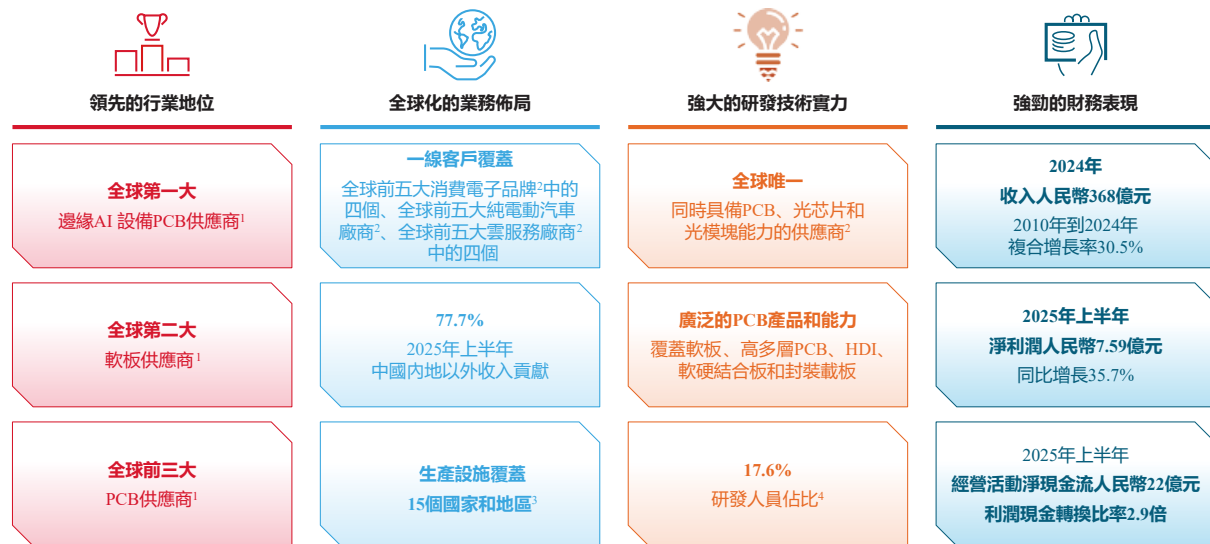 領先的行業地位
全球第一大
邊緣AI 設備PCB供應商¹
全球第二大
軟板供應商¹
全球前三大
PCB供應商¹
全球化的業務佈局
一線客戶覆蓋
全球前五大消費電子品牌²中的
四個、全球前五大純電動汽車
廠商²、全球前五大雲服務廠商²
中的四個
77.7%
2025年上半年
中國內地以外收入貢獻
生產設施覆蓋
15個國家和地區³
強大的研發技術實力
全球唯一
同時具備PCB、光芯片和
光模塊能力的供應商²
廣泛的PCB產品和能力
覆蓋軟板、高多層PCB、HDI、
軟硬結合板和封裝載板
17.6%
研發人員佔比⁴
強勁的財務表現
2024年
收入人民幣368億元
2010年到2024年
複合增長率30.5%
2025年上半年
淨利潤人民幣7.59億元
同比增長35.7%
2025年上半年
經營活動淨現金流人民幣22億元
利潤現金轉換比率2.9倍